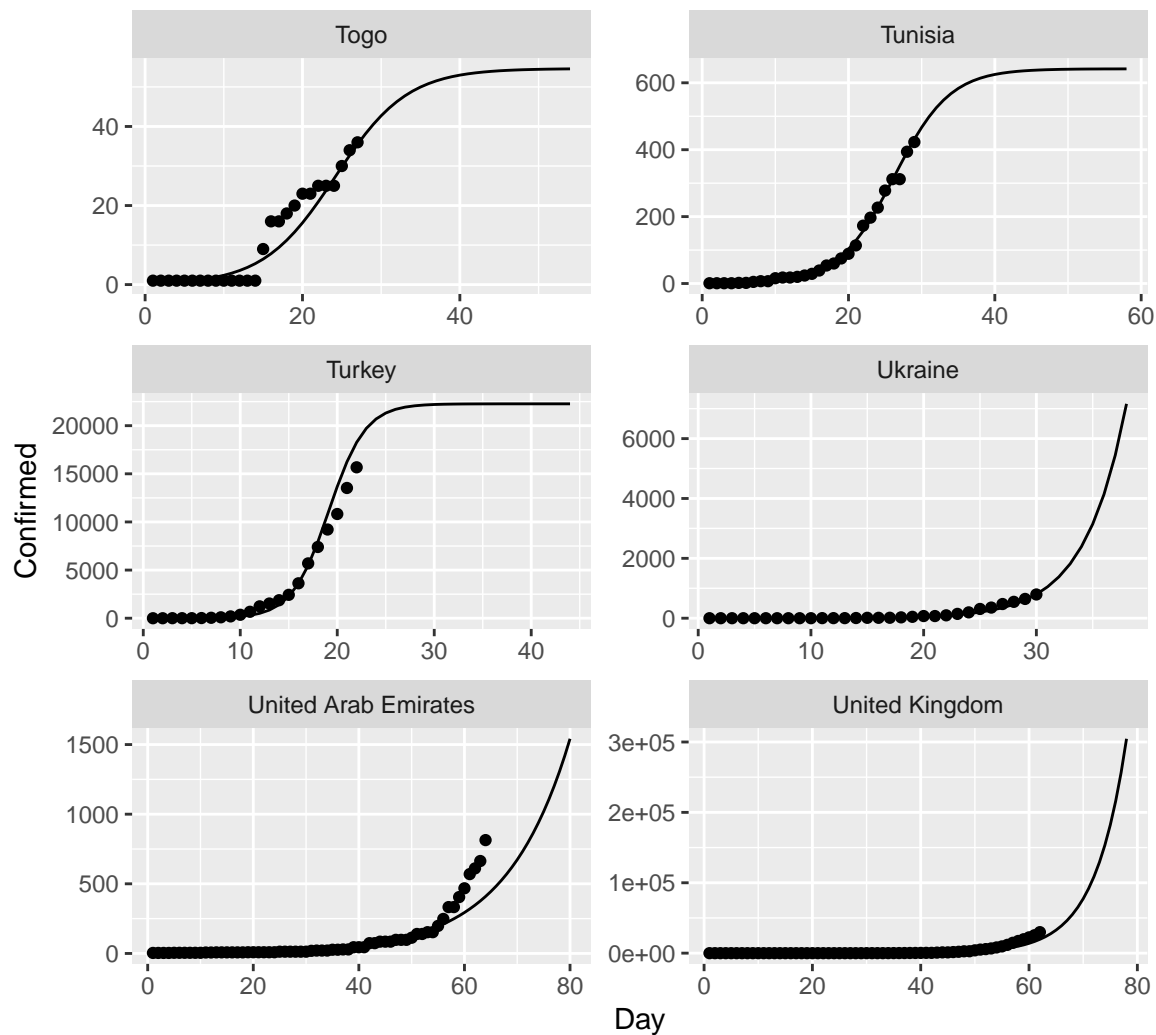 Togo
Tunisia
40
20
0
0 20 40
600
400
200
0
0 20 40 60
Turkey
Ukraine
20000
15000
10000
5000
0
0 10 20 30 40
6000
4000
2000
0
0 10 20 30
United Arab Emirates
United Kingdom
1500
1000
500
0
0 20 40 60 80
3e+05
2e+05
1e+05
0e+00
0 20 40 60 80
Confirmed
Day